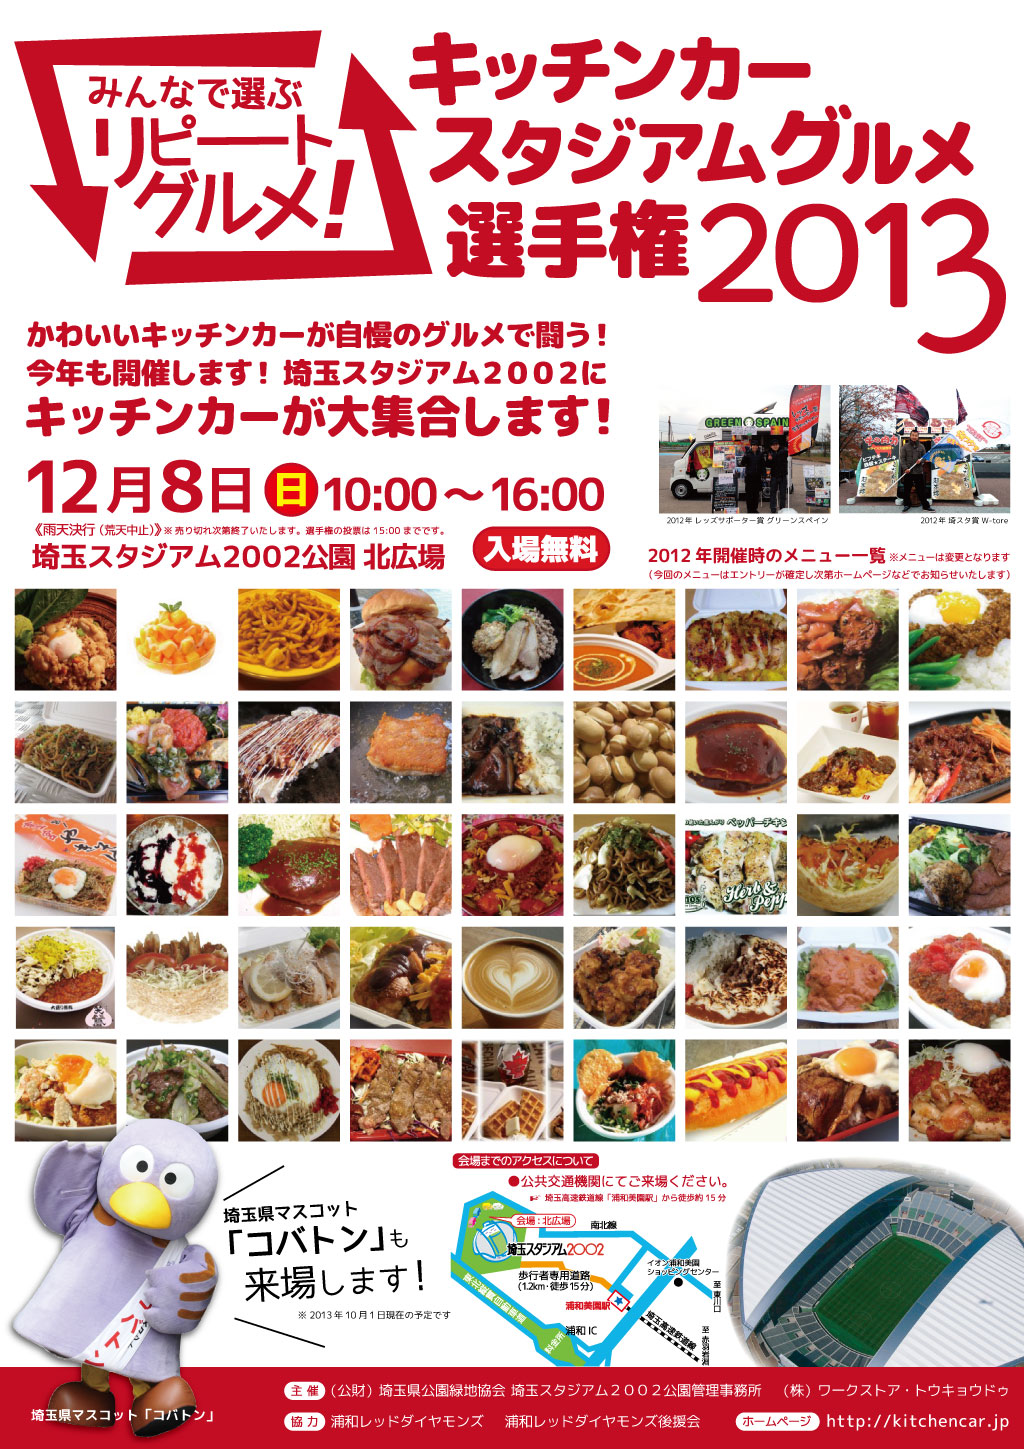 みんなで選ぶ
リピート
グルメ!
キッチンカー
スタジアムグルメ
選手権2013
かわいいキッチンカーが自慢のグルメで闘う!
今年も開催します! 埼玉スタジアム2002に
キッチンカーが大集合します!
12月8日 日 10:00～16:00
《雨天決行（荒天中止）》※売り切れ次第終了いたします。選手権の投票は15:00までです。
埼玉スタジアム2002公園 北広場 入場無料
GREEN SPAIN
2012年 レッズサポーター賞 グリーンスペイン
2012年 埼スタ賞 W-tore
2012年開催時のメニュー一覧 ※メニューは変更となります
（今回のメニューはエントリーが確定し次第ホームページなどでお知らせいたします）
ペッパーチキン
Herb &
Pepp
埼玉県マスコット
「コバトン」も
来場します!
※2013年10月1日現在の予定です
会場までのアクセスについて
●公共交通機関にてご来場ください。
☞ 埼玉高速鉄道線「浦和美園駅」から徒歩約15分
会場：北広場
南北線
埼玉スタジアム2002
イオン浦和美園
ショッピングセンター
歩行者専用道路
(1.2km・徒歩15分)
至東川口
浦和美園駅
東北縦貫自動車道
料金所
浦和IC
埼玉高速鉄道線
至 赤羽岩淵
埼玉県マスコット「コバトン」
主催 （公財）埼玉県公園緑地協会 埼玉スタジアム2002公園管理事務所 （株）ワークストア・トウキョウドゥ
協力 浦和レッドダイヤモンズ 浦和レッドダイヤモンズ後援会 ホームページ http://kitchencar.jp